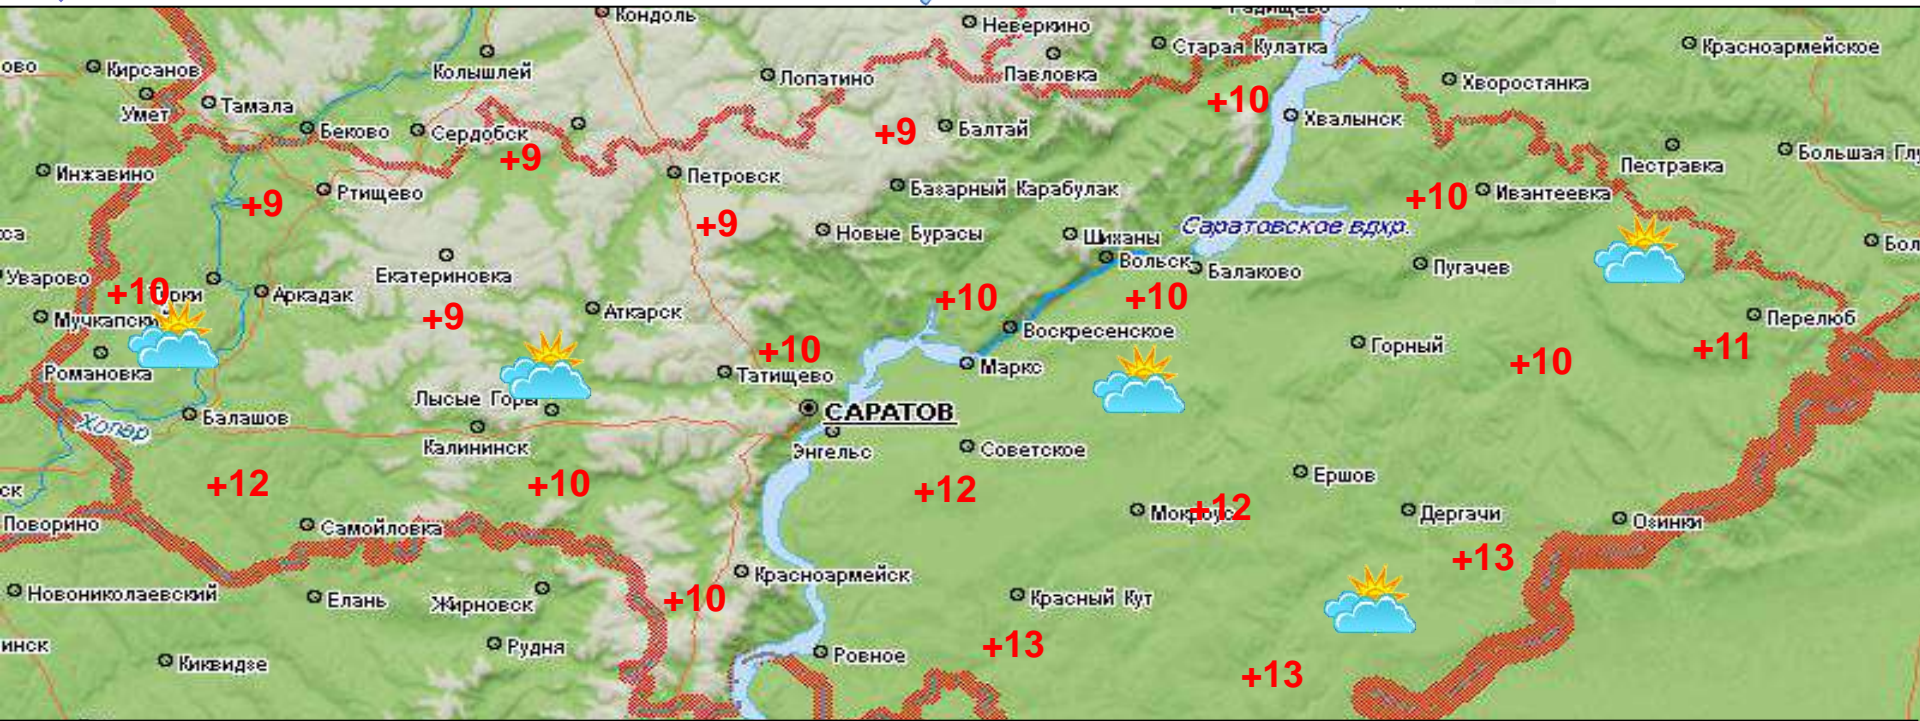 Кондоль
Радищево
Неверкино
Старая Кулатка
Красноармейское
ово
Кирсанов
Колышлей
Лопатино
Павловка
Хворостянка
Умет
Тамала
+10
Хвалынск
Беково
Сердобск
+9
Балтай
+9
Инжавино
Пестравка
Ртищево
Петровск
Базарный Карабулак
+10
Ивантеевка
+9
+9
Новые Бурасы
Шиханы
Саратовское вдхр.
Вольск
Балаково
Пугачев
Уварово
Екатериновка
+10
Турки
Аркадак
+9
Аткарск
+10
+10
Мучкапский
Воскресенское
Перелюб
Горный
+11
+10
+10
Татищево
Маркс
Романовка
Лысые Горы
Хопер
Балашов
САРАТОВ
Калининск
Энгельс
Советское
+12
+10
+12
Ершов
ск
Поворино
Самойловка
Мокроус
+12
Дергачи
Озинки
+13
Красноармейск
Новониколаевский
Елань
Жирновск
+10
Красный Кут
инск
Киквидзе
Рудня
Ровное
+13
+13